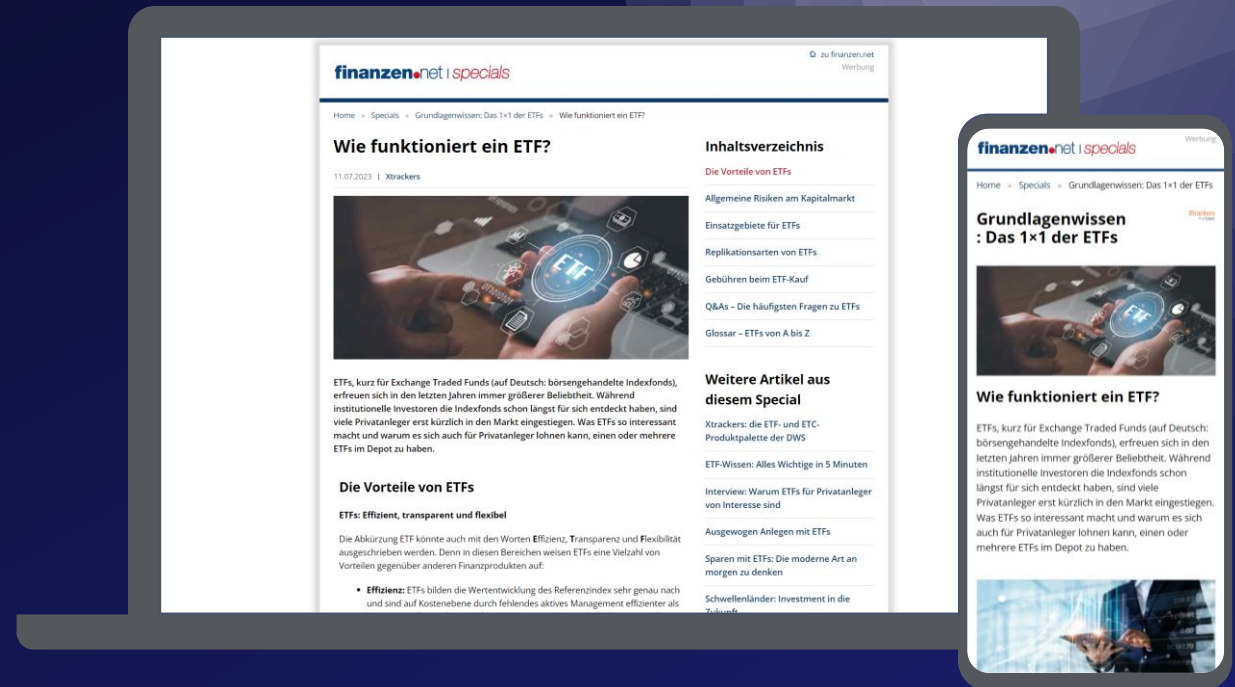 zu finanzen.net
Werbung
finanzen.net | specials
Home » Specials » Grundlagenwissen: Das 1×1 der ETFs » Wie funktioniert ein ETF?
Wie funktioniert ein ETF?
11.07.2023 | Xtrackers
ETF
ETFs, kurz für Exchange Traded Funds (auf Deutsch: börsengehandelte Indexfonds),
erfreuen sich in den letzten Jahren immer größerer Beliebtheit. Während
institutionelle Investoren die Indexfonds schon längst für sich entdeckt haben, sind
viele Privatanleger erst kürzlich in den Markt eingestiegen. Was ETFs so interessant
macht und warum es sich auch für Privatanleger lohnen kann, einen oder mehrere
ETFs im Depot zu haben.
Die Vorteile von ETFs
ETFs: Effizient, transparent und flexibel
Die Abkürzung ETF könnte auch mit den Worten Effizienz, Transparenz und Flexibilität
ausgeschrieben werden. Denn in diesen Bereichen weisen ETFs eine Vielzahl von
Vorteilen gegenüber anderen Finanzprodukten auf:
• Effizienz: ETFs bilden die Wertentwicklung des Referenzindex sehr genau nach
und sind auf Kostenebene durch fehlendes aktives Management effizienter als
Inhaltsverzeichnis
Die Vorteile von ETFs
Allgemeine Risiken am Kapitalmarkt
Einsatzgebiete für ETFs
Replikationsarten von ETFs
Gebühren beim ETF-Kauf
Q&As – Die häufigsten Fragen zu ETFs
Glossar – ETFs von A bis Z
Weitere Artikel aus
diesem Special
Xtrackers: die ETF- und ETC-
Produktpalette der DWS
ETF-Wissen: Alles Wichtige in 5 Minuten
Interview: Warum ETFs für Privatanleger
von Interesse sind
Ausgewogen Anlegen mit ETFs
Sparen mit ETFs: Die moderne Art an
morgen zu denken
Schwellenländer: Investment in die
Zukunft
Werbung
finanzen.net | specials
Home » Specials » Grundlagenwissen: Das 1×1 der ETFs
Grundlagenwissen
: Das 1×1 der ETFs
Xtrackers
ETF
Wie funktioniert ein ETF?
ETFs, kurz für Exchange Traded Funds (auf Deutsch:
börsengehandelte Indexfonds), erfreuen sich in den
letzten Jahren immer größerer Beliebtheit. Während
institutionelle Investoren die Indexfonds schon
längst für sich entdeckt haben, sind viele
Privatanleger erst kürzlich in den Markt eingestiegen.
Was ETFs so interessant macht und warum es sich
auch für Privatanleger lohnen kann, einen oder
mehrere ETFs im Depot zu haben.